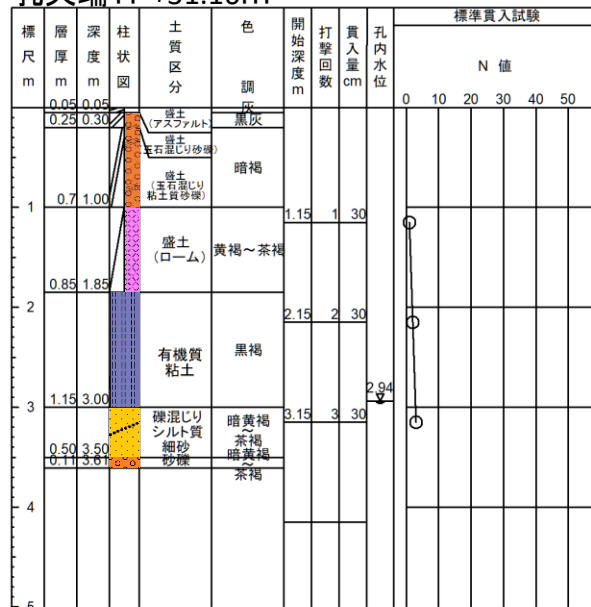 標準貫入試験
標尺 m
層厚 m
深度 m
柱状図
土質区分
色調
開始深度 m
打撃回数
貫入量 cm
孔内水位
N 値
0 10 20 30 40 50
0.05 0.05 盛土 (アスファルト) 灰
0.25 0.30 盛土 玉石混じり砂礫) 黒灰
0.7 1.00 盛土 (玉石混じり 粘土質砂礫) 暗褐
1
1.15 1 30
0.85 1.85 盛土 (ローム) 黄褐~茶褐
2
2.15 2 30
1.15 3.00 有機質 粘土 黒褐
2.94
3
3.15 3 30
0.50 3.50 礫混じり シルト質 細砂 暗黄褐 ~ 茶褐
0.11 3.61 砂礫 暗黄褐 ~ 茶褐
4
5